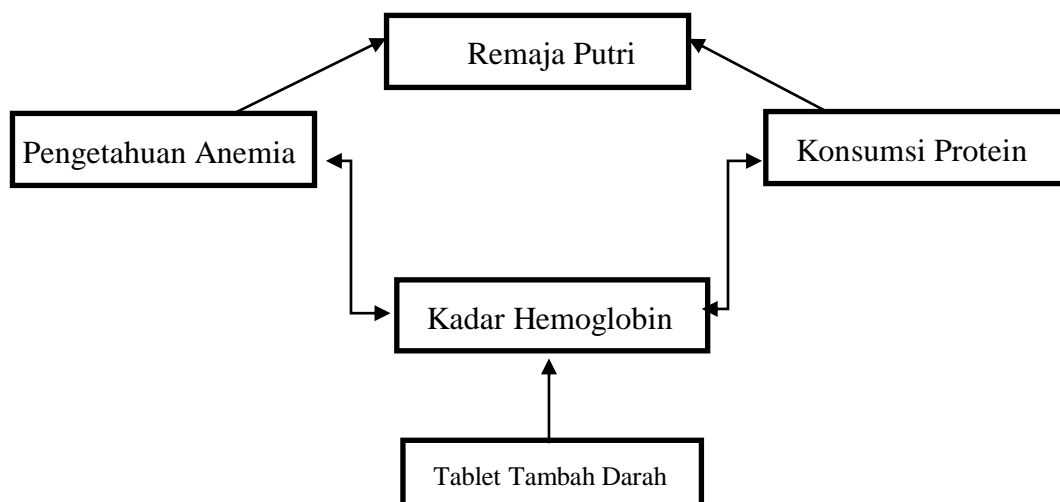 Remaja Putri
Pengetahuan Anemia
Konsumsi Protein
Kadar Hemoglobin
Tablet Tambah Darah